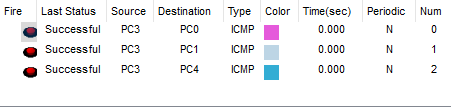 Fire Last Status Source Destination Type Color Time(sec) Periodic Num
Successful PC3 PC0 ICMP 0.000 N 0
Successful PC3 PC1 ICMP 0.000 N 1
Successful PC3 PC4 ICMP 0.000 N 2